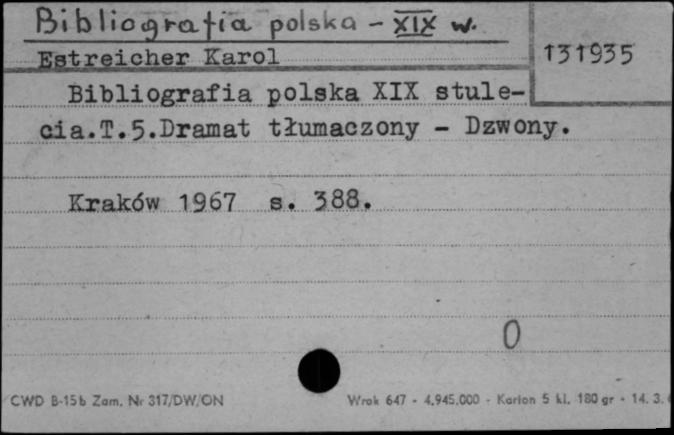 Bibliografia polska - XIX w.
Estreicher Karol
131935
Bibliografia polska XIX stule-
cia.T.5.Dramat tłumaczony - Dzwony.
Kraków 1967 s. 388.
0
CWD B-15b Zam. Nr 317/DW/ON
Wrok 647 - 4.945.000 - Karton 5 kl. 180 gr - 14. 3.